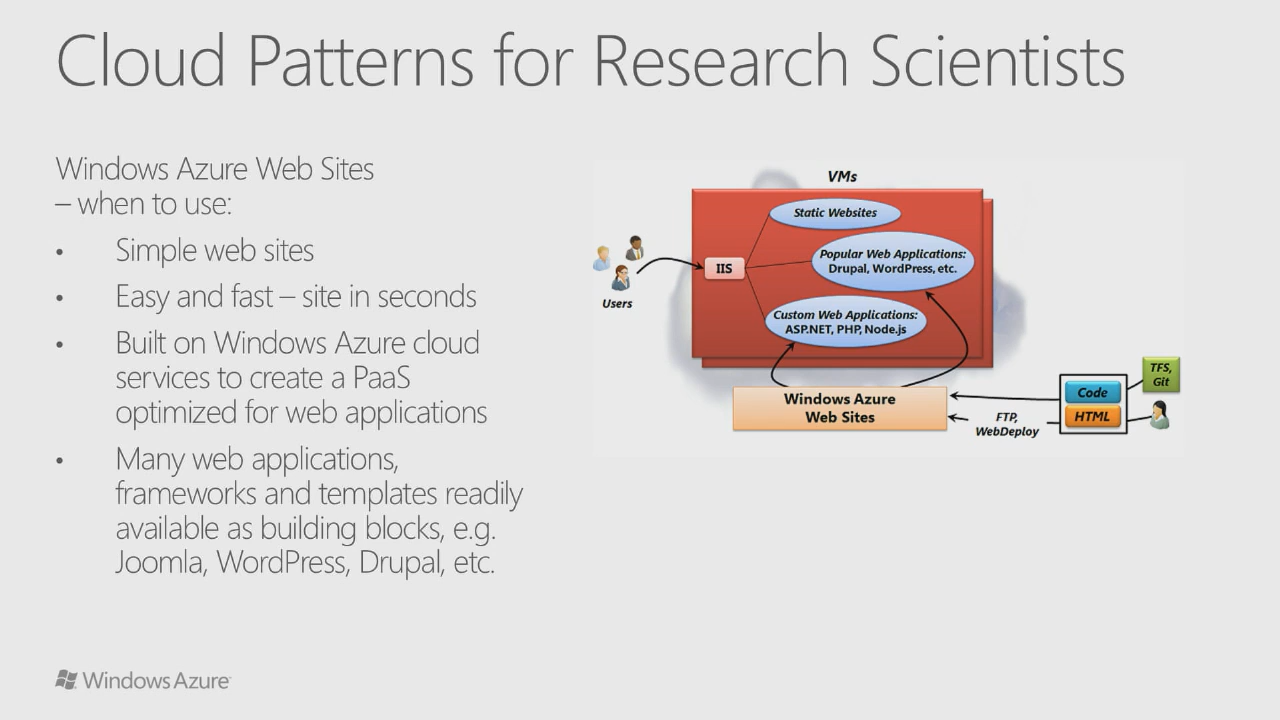 Cloud Patterns for Research Scientists
Windows Azure Web Sites
– when to use:
• Simple web sites
• Easy and fast – site in seconds
• Built on Windows Azure cloud
services to create a PaaS
optimized for web applications
• Many web applications,
frameworks and templates readily
available as building blocks, e.g.
Joomla, WordPress, Drupal, etc.
VMs
Static Websites
Popular Web Applications:
Drupal, WordPress, etc.
IIS
Users
Custom Web Applications:
ASP.NET, PHP, Node.js
Windows Azure
Web Sites
FTP,
WebDeploy
Code
HTML
TFS,
Git
Windows Azure